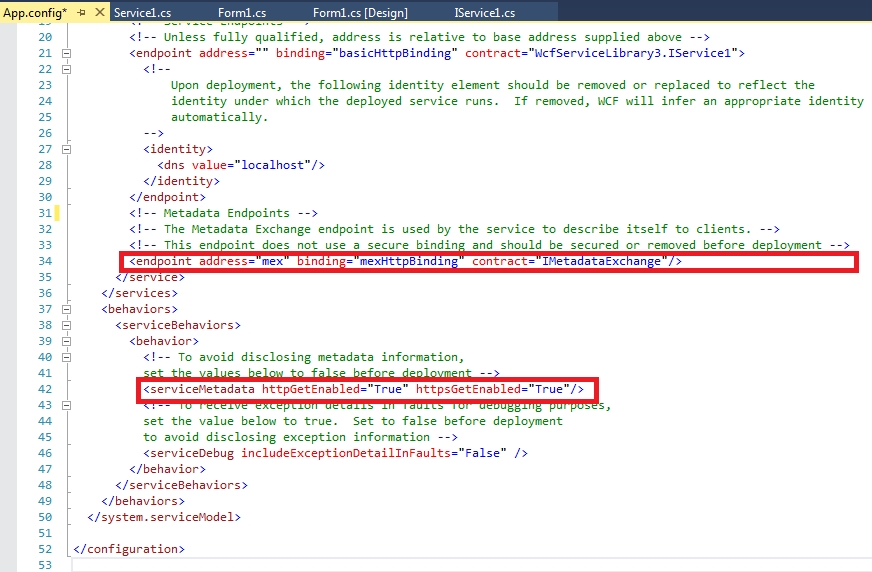 App.config* Service1.cs Form1.cs Form1.cs [Design] IService1.cs
19 <!-- Service Endpoints -->
20 <!-- Unless fully qualified, address is relative to base address supplied above -->
21 <endpoint address="" binding="basicHttpBinding" contract="WcfServiceLibrary3.IService1">
22 <!--
23 Upon deployment, the following identity element should be removed or replaced to reflect the
24 identity under which the deployed service runs.  If removed, WCF will infer an appropriate identity
25 automatically.
26 -->
27 <identity>
28 <dns value="localhost"/>
29 </identity>
30 </endpoint>
31 <!-- Metadata Endpoints -->
32 <!-- The Metadata Exchange endpoint is used by the service to describe itself to clients. -->
33 <!-- This endpoint does not use a secure binding and should be secured or removed before deployment -->
34 <endpoint address="mex" binding="mexHttpBinding" contract="IMetadataExchange"/>
35 </service>
36 </services>
37 <behaviors>
38 <serviceBehaviors>
39 <behavior>
40 <!-- To avoid disclosing metadata information,
41 set the values below to false before deployment -->
42 <serviceMetadata httpGetEnabled="True" httpsGetEnabled="True"/>
43 <!-- To receive exception details in faults for debugging purposes,
44 set the value below to true.  Set to false before deployment
45 to avoid disclosing exception information -->
46 <serviceDebug includeExceptionDetailInFaults="False" />
47 </behavior>
48 </serviceBehaviors>
49 </behaviors>
50 </system.serviceModel>
51
52 </configuration>
53